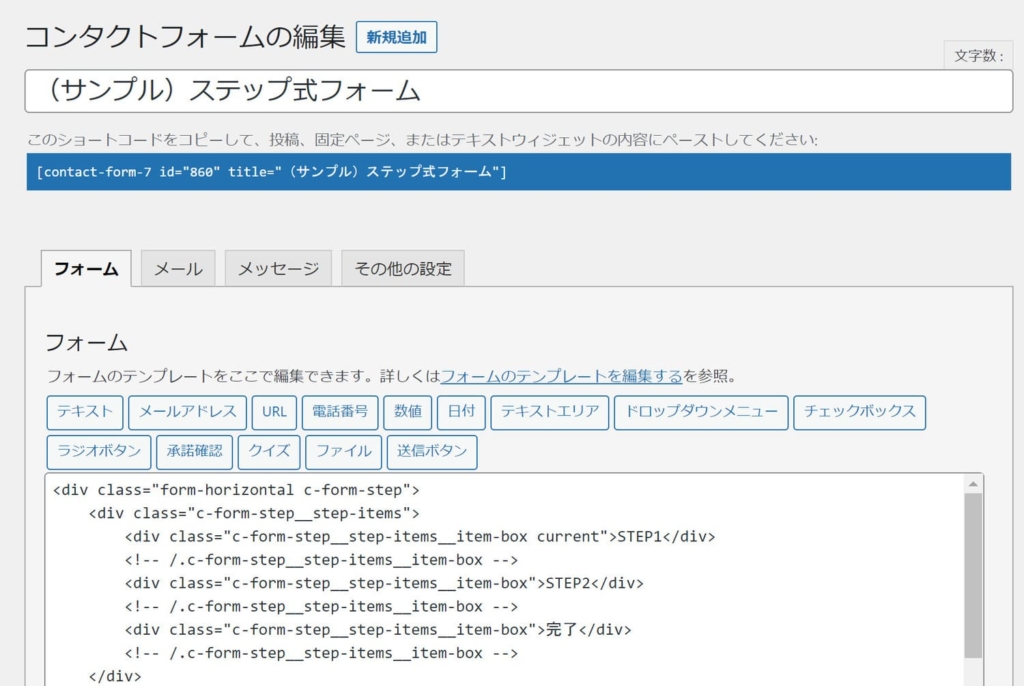 コンタクトフォームの編集 新規追加
文字数 :
（サンプル）ステップ式フォーム
このショートコードをコピーして、投稿、固定ページ、またはテキストウィジェットの内容にペーストしてください:
[contact-form-7 id="860" title="（サンプル）ステップ式フォーム"]
フォーム メール メッセージ その他の設定
フォーム
フォームのテンプレートをここで編集できます。詳しくはフォームのテンプレートを編集するを参照。
テキスト メールアドレス URL 電話番号 数値 日付 テキストエリア ドロップダウンメニュー チェックボックス
ラジオボタン 承諾確認 クイズ ファイル 送信ボタン
<div class="form-horizontal c-form-step">
    <div class="c-form-step__step-items">
        <div class="c-form-step__step-items__item-box current">STEP1</div>
        <!-- /.c-form-step__step-items__item-box -->
        <div class="c-form-step__step-items__item-box">STEP2</div>
        <!-- /.c-form-step__step-items__item-box -->
        <div class="c-form-step__step-items__item-box">完了</div>
        <!-- /.c-form-step__step-items__item-box -->
    </div>